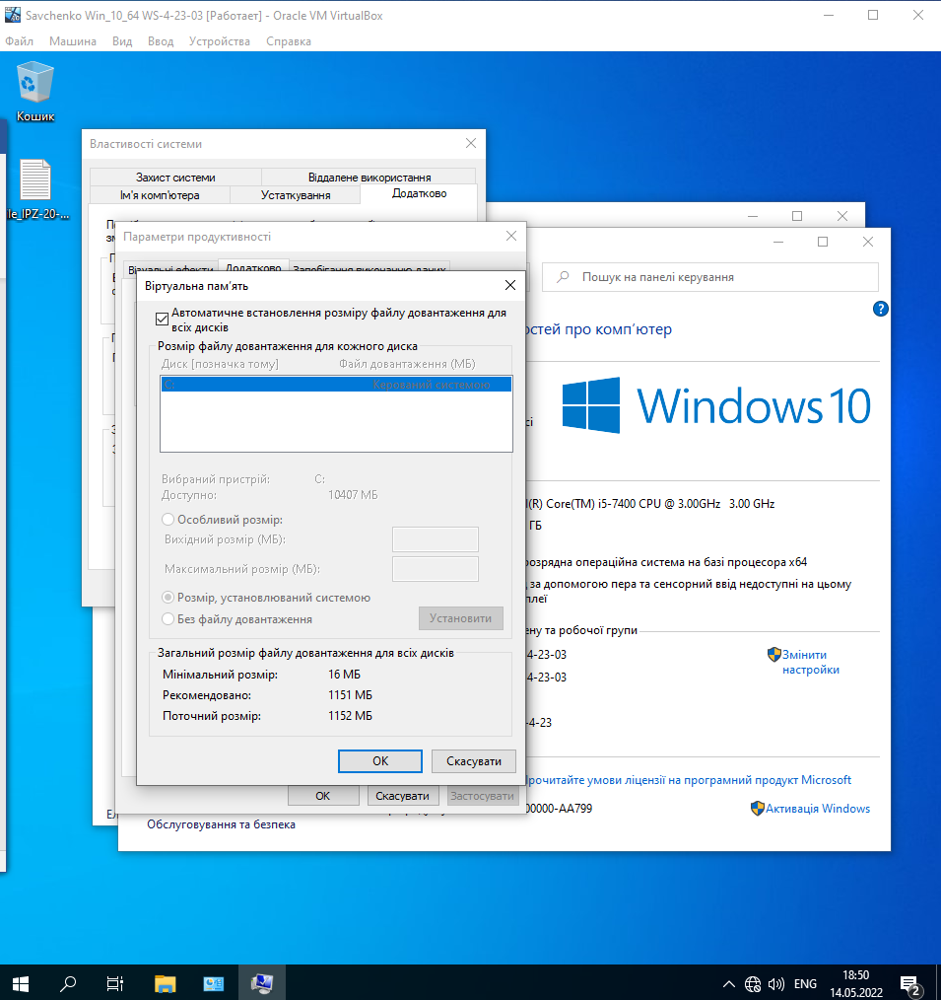 Savchenko Win_10_64 WS-4-23-03 [Работает] - Oracle VM VirtualBox
Файл Машина Вид Ввод Устройства Справка
Кошик
le_IPZ-20-...
Властивості системи
Захист системи Віддалене використання
Ім'я комп'ютера Устаткування Додатково
Параметри продуктивності
Візуальні ефекти Додатково Запобігання виконанню даних
Віртуальна пам'ять
Автоматичне встановлення розміру файлу довантаження для
всіх дисків
Розмір файлу довантаження для кожного диска
Диск [позначка тому] Файл довантаження (МБ)
C: Керований системою
Вибраний пристрій: C:
Доступно: 10407 МБ
Особливий розмір:
Вихідний розмір (МБ):
Максимальний розмір (МБ):
Розмір, установлюваний системою
Без файлу довантаження
Установити
Загальний розмір файлу довантаження для всіх дисків
Мінімальний розмір: 16 МБ
Рекомендовано: 1151 МБ
Поточний розмір: 1152 МБ
ОК Скасувати
ОК Скасувати Застосувати
Обслуговування та безпека
Пошук на панелі керування
?
остей про комп'ютер
Windows 10
сі
l(R) Core(TM) i5-7400 CPU @ 3.00GHz 3.00 GHz
ГБ
розрядна операційна система на базі процесора x64
за допомогою пера та сенсорний ввід недоступні на цьому
плеї
ену та робочої групи
4-23-03
Змінити
настройки
4-23-03
-4-23
Прочитайте умови ліцензії на програмний продукт Microsoft
00000-AA799
Активація Windows
ENG
18:50
14.05.2022
2